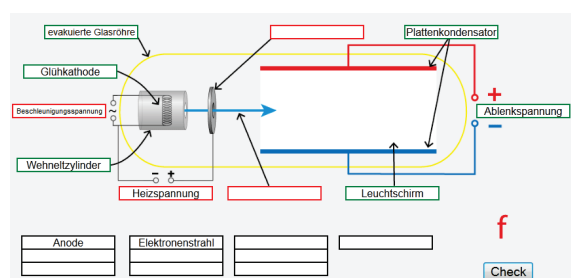 evakuierte Glasröhre
Plattenkondensator
Glühkathode
Beschleunigungsspannung
~
+
Ablenkspannung
−
Wehneltzylinder
− +
Heizspannung
Leuchtschirm
f
Anode
Elektronenstrahl
Check